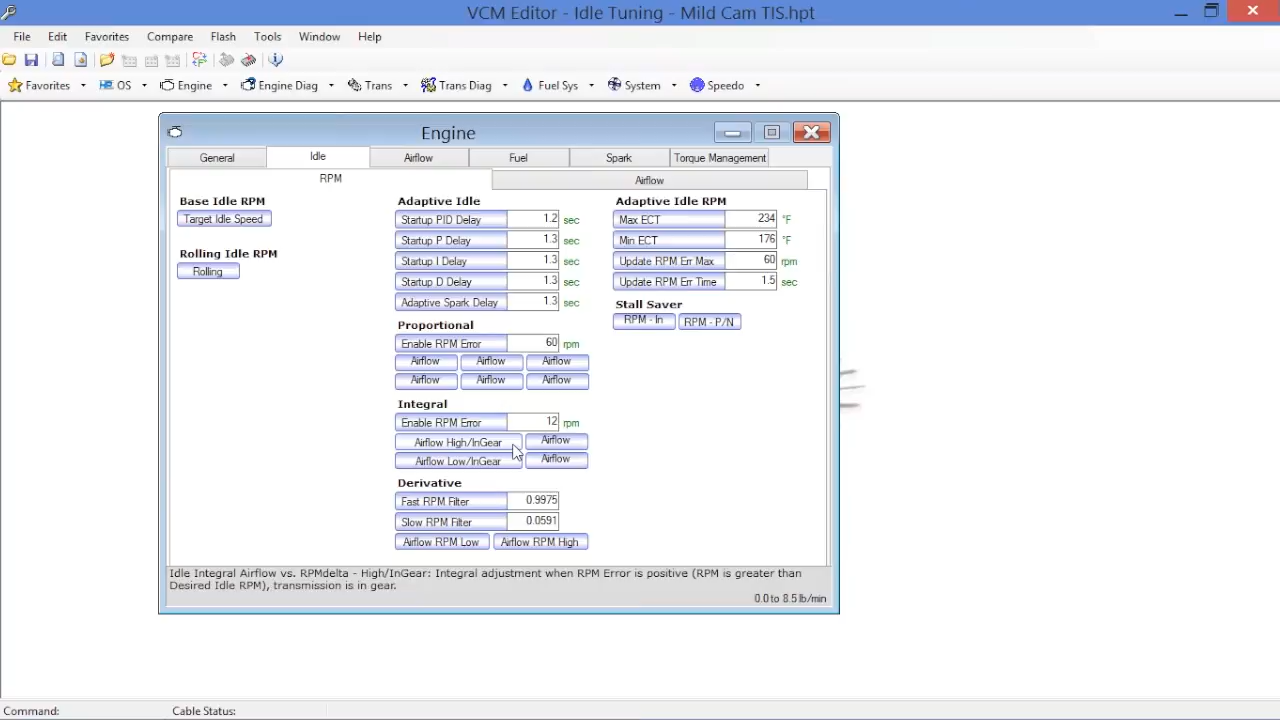 VCM Editor - Idle Tuning - Mild Cam TIS.hpt
File Edit Favorites Compare Flash Tools Window Help
Favorites OS Engine Engine Diag Trans Trans Diag Fuel Sys System Speedo
Engine
General Idle Airflow Fuel Spark Torque Management
RPM Airflow
Base Idle RPM
Target Idle Speed
Rolling Idle RPM
Rolling
Adaptive Idle
Startup PID Delay 1.2 sec
Startup P Delay 1.3 sec
Startup I Delay 1.3 sec
Startup D Delay 1.3 sec
Adaptive Spark Delay 1.3 sec
Proportional
Enable RPM Error 60 rpm
Airflow Airflow Airflow
Airflow Airflow Airflow
Integral
Enable RPM Error 12 rpm
Airflow High/InGear Airflow
Airflow Low/InGear Airflow
Derivative
Fast RPM Filter 0.9975
Slow RPM Filter 0.0591
Airflow RPM Low Airflow RPM High
Adaptive Idle RPM
Max ECT 234 °F
Min ECT 176 °F
Update RPM Err Max 60 rpm
Update RPM Err Time 1.5 sec
Stall Saver
RPM - In RPM - P/N
Idle Integral Airflow vs. RPMdelta - High/InGear: Integral adjustment when RPM Error is positive (RPM is greater than
Desired Idle RPM), transmission is in gear.
0.0 to 8.5 lb/min
Command: Cable Status: